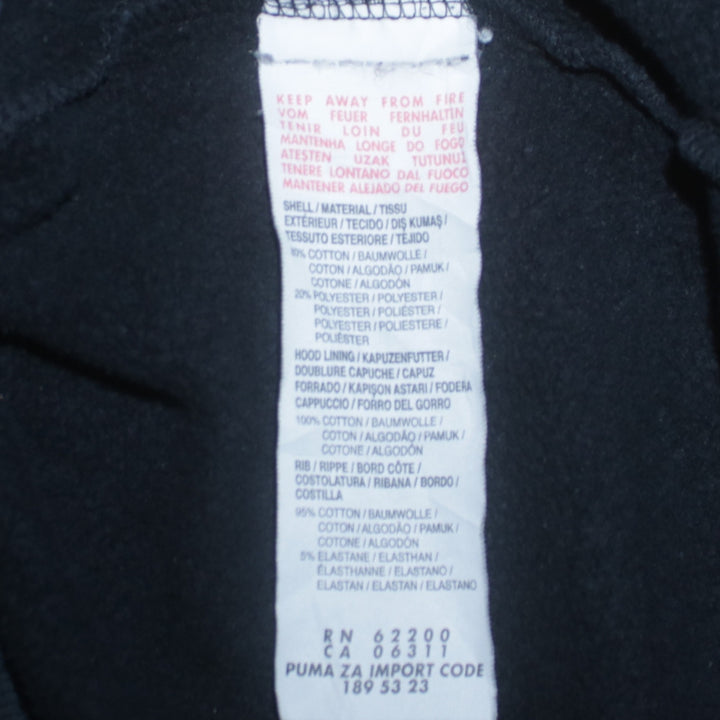 KEEP AWAY FROM FIRE
VOM FEUER FERNHALTIN
TENIR LOIN DU FEU
MANTENHA LONGE DO FOGO
ATEŞTEN UZAK TUTUNUZ
TENERE LONTANO DAL FUOCO
MANTENER ALEJADO DEL FUEGO
SHELL / MATERIAL / TISSU
EXTÉRIEUR / TECIDO / DIŞ KUMAŞ /
TESSUTO ESTERIORE / TEJIDO
80% COTTON / BAUMWOLLE /
COTON / ALGODÃO / PAMUK /
COTONE / ALGODÓN
20% POLYESTER / POLYESTER /
POLYESTER / POLIÉSTER /
POLYESTER / POLIESTERE /
POLIÉSTER
HOOD LINING / KAPUZENFUTTER /
DOUBLURE CAPUCHE / CAPUZ
FORRADO / KAPIŞON ASTARI / FODERA
CAPPUCCIO / FORRO DEL GORRO
100% COTTON / BAUMWOLLE /
COTON / ALGODÃO / PAMUK /
COTONE / ALGODÓN
RIB / RIPPE / BORD CÔTE /
COSTOLATURA / RIBANA / BORDO /
COSTILLA
95% COTTON / BAUMWOLLE /
COTON / ALGODÃO / PAMUK /
COTONE / ALGODÓN
5% ELASTANE / ELASTHAN /
ÉLASTHANNE / ELASTANO /
ELASTAN / ELASTAN / ELASTANO
RN 62200
CA 06311
PUMA ZA IMPORT CODE
189 53 23